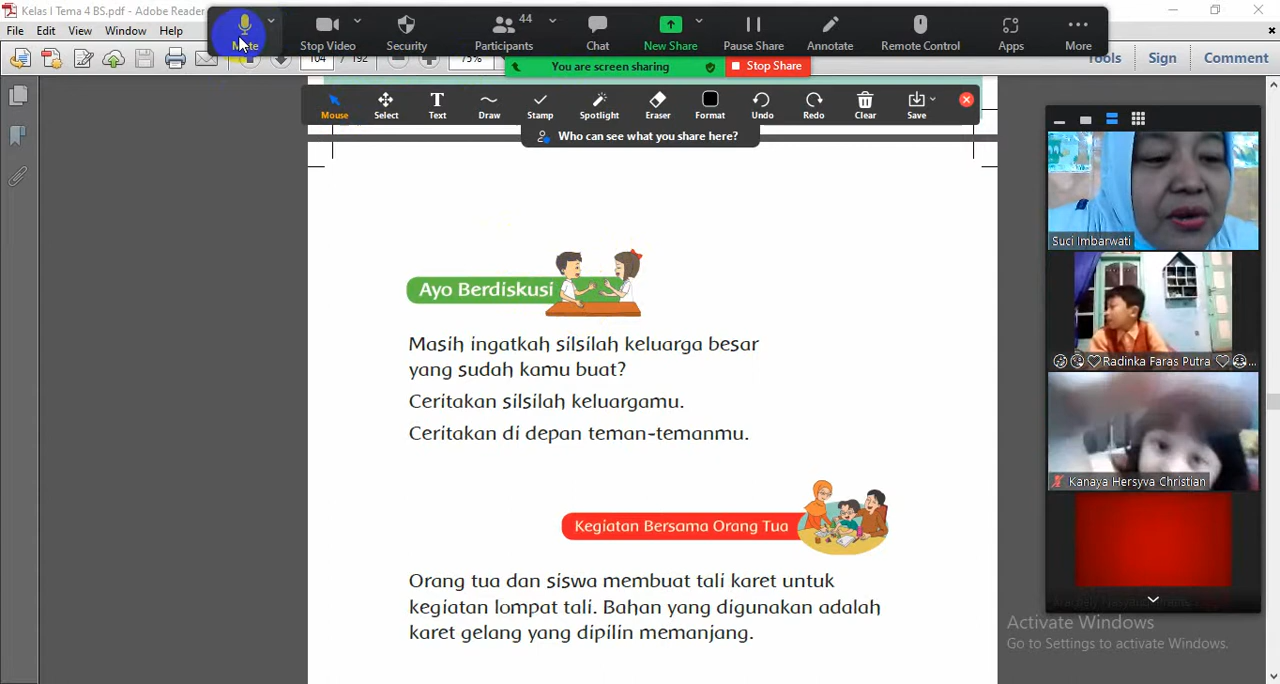 Kelas I Tema 4 BS.pdf - Adobe Reader
File Edit View Window Help
Mute
Stop Video
Security
44
Participants
Chat
New Share
Pause Share
Annotate
Remote Control
Apps
More
104 / 192
75%
Tools
Sign
Comment
You are screen sharing
Stop Share
Mouse
Select
Text
Draw
Stamp
Spotlight
Eraser
Format
Undo
Redo
Clear
Save
Who can see what you share here?
Ayo Berdiskusi
Masih ingatkah silsilah keluarga besar
yang sudah kamu buat?
Ceritakan silsilah keluargamu.
Ceritakan di depan teman-temanmu.
Kegiatan Bersama Orang Tua
Orang tua dan siswa membuat tali karet untuk
kegiatan lompat tali. Bahan yang digunakan adalah
karet gelang yang dipilin memanjang.
Suci Imbarwati
Radinka Faras Putra
Kanaya Hersyva Christian
Activate Windows
Go to Settings to activate Windows.